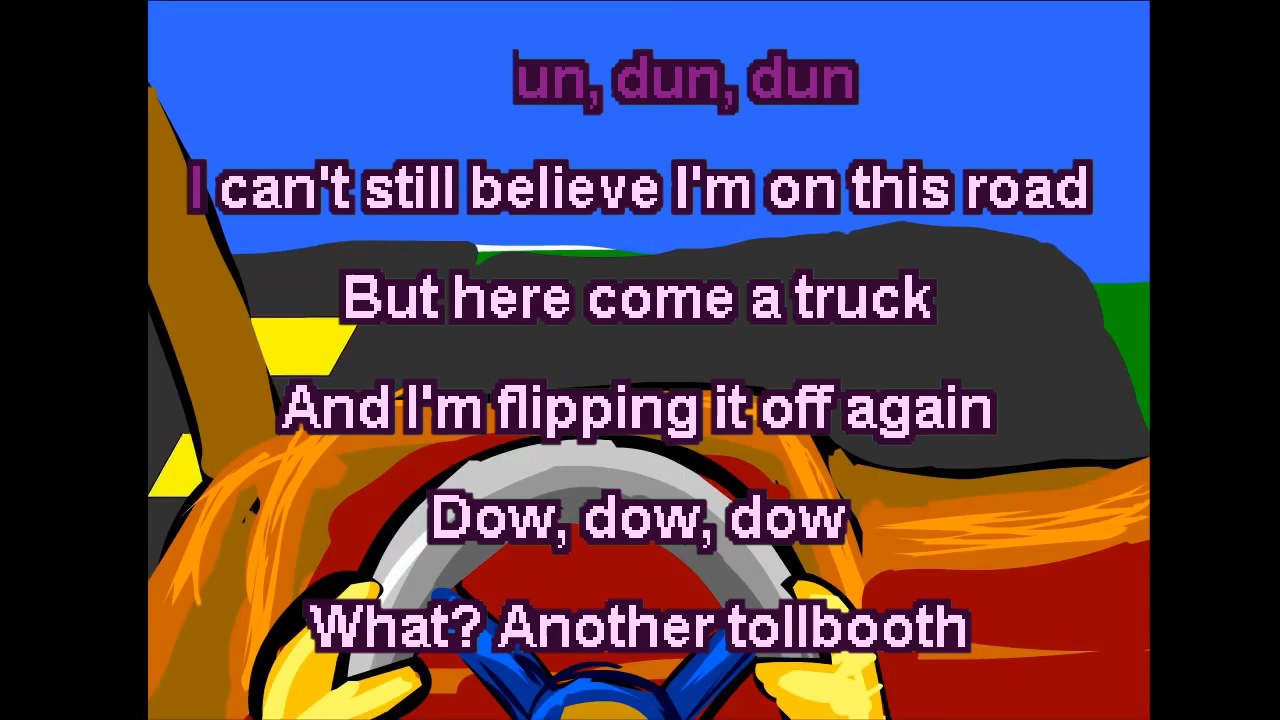 un, dun, dun
I can't still believe I'm on this road
But here come a truck
And I'm flipping it off again
Dow, dow, dow
What? Another tollbooth